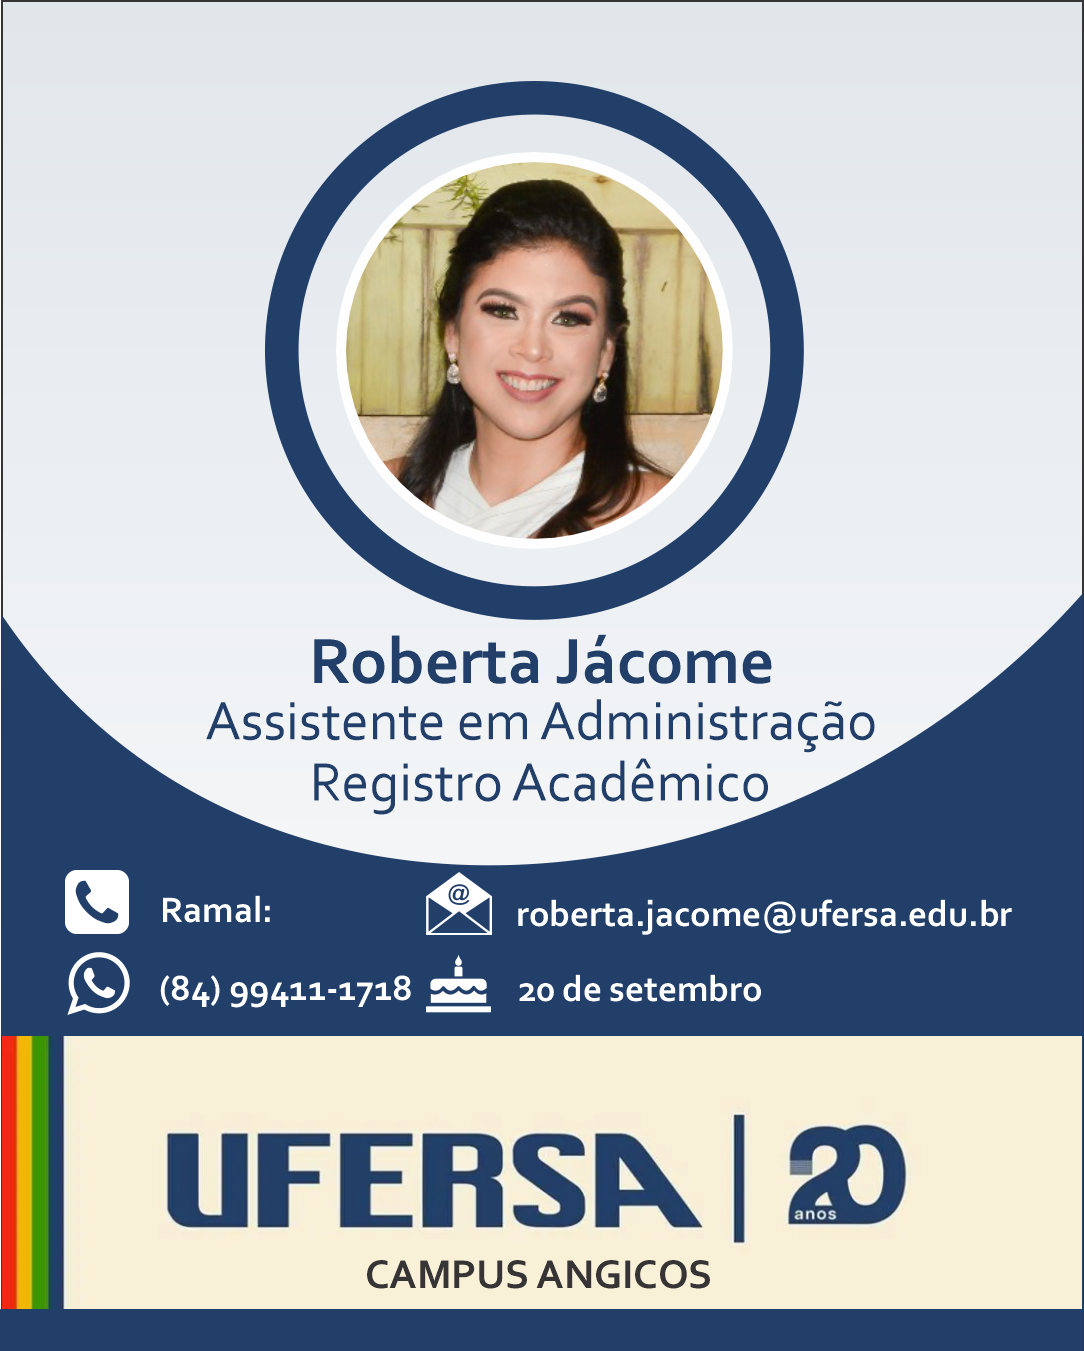 Roberta Jácome
Assistente em Administração
Registro Acadêmico
Ramal:
@
roberta.jacome@ufersa.edu.br
(84) 99411-1718
20 de setembro
UFERSA
20
anos
CAMPUS ANGICOS